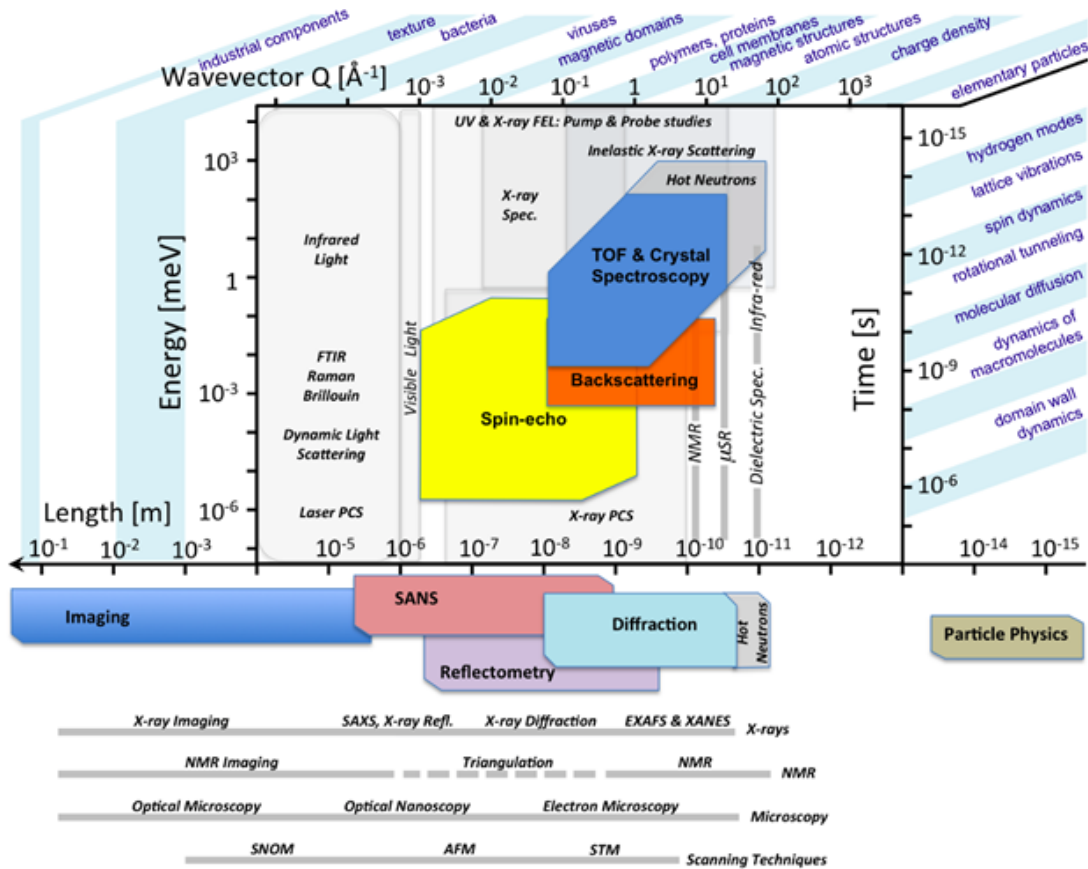 industrial components
texture
bacteria
viruses
magnetic domains
polymers, proteins
cell membranes
magnetic structures
atomic structures
charge density
elementary particles
Wavevector Q [Å-1]
10-3
10-2
10-1
1
101
102
103
UV & X-ray FEL: Pump & Probe studies
Inelastic X-ray Scattering
Hot Neutrons
X-ray
Spec.
Infrared
Light
TOF & Crystal
Spectroscopy
Energy [meV]
103
1
10-3
10-6
Time [s]
10-15
10-12
10-9
10-6
hydrogen modes
lattice vibrations
spin dynamics
rotational tunneling
molecular diffusion
dynamics of
macromolecules
domain wall
dynamics
Visible Light
FTIR
Raman
Brillouin
Backscattering
Spin-echo
Dynamic Light
Scattering
Laser PCS
X-ray PCS
NMR
μSR
Dielectric Spec.
Infra-red
Length [m]
10-1
10-2
10-3
10-5
10-6
10-7
10-8
10-9
10-10
10-11
10-12
10-14
10-15
Imaging
SANS
Diffraction
Hot
Neutrons
Particle Physics
Reflectometry
X-ray Imaging
SAXS, X-ray Refl.
X-ray Diffraction
EXAFS & XANES
X-rays
NMR Imaging
Triangulation
NMR
NMR
Optical Microscopy
Optical Nanoscopy
Electron Microscopy
Microscopy
SNOM
AFM
STM
Scanning Techniques